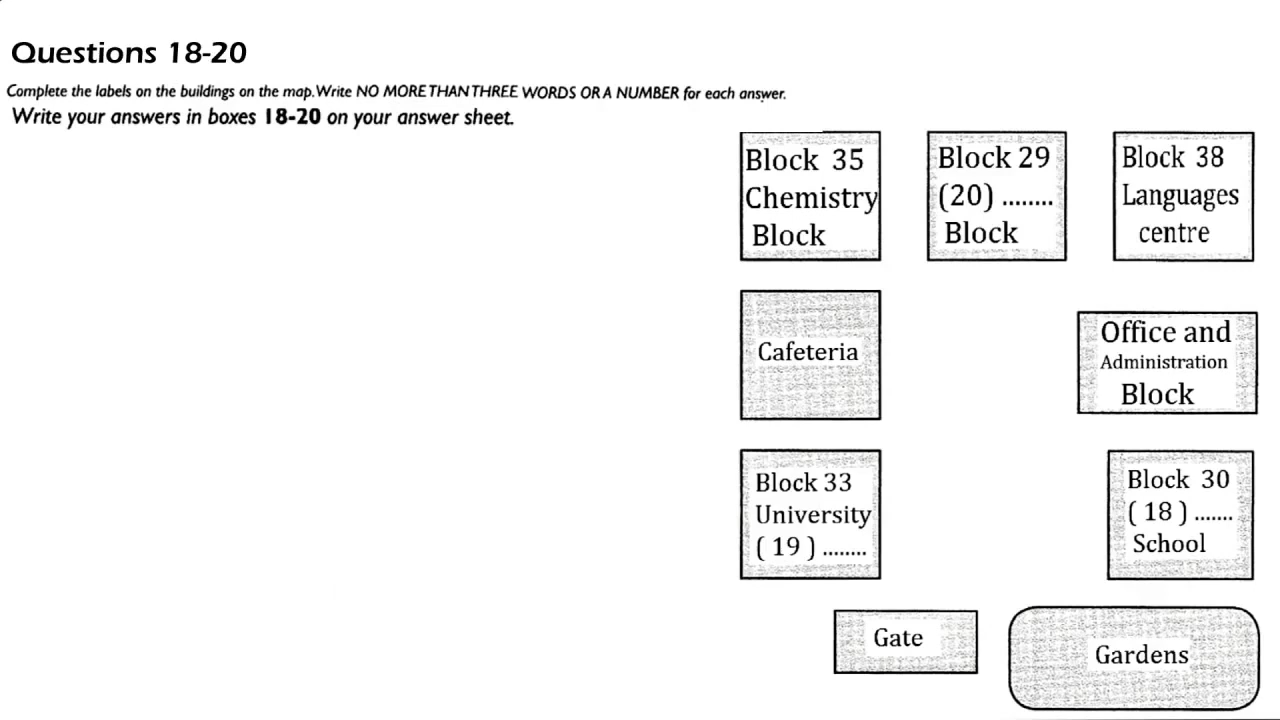 Questions 18-20
Complete the labels on the buildings on the map. Write NO MORE THAN THREE WORDS OR A NUMBER for each answer.
Write your answers in boxes 18-20 on your answer sheet.
Block 35
Chemistry
Block
Block 29
(20) ........
Block
Block 38
Languages
centre
Cafeteria
Office and
Administration
Block
Block 33
University
( 19 ) ........
Block 30
( 18 ) .......
School
Gate
Gardens